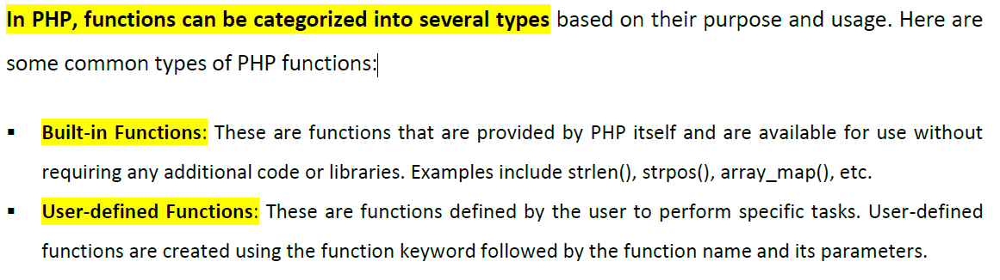 In PHP, functions can be categorized into several types based on their purpose and usage. Here are
some common types of PHP functions:
▪ Built-in Functions: These are functions that are provided by PHP itself and are available for use without
requiring any additional code or libraries. Examples include strlen(), strpos(), array_map(), etc.
▪ User-defined Functions: These are functions defined by the user to perform specific tasks. User-defined
functions are created using the function keyword followed by the function name and its parameters.